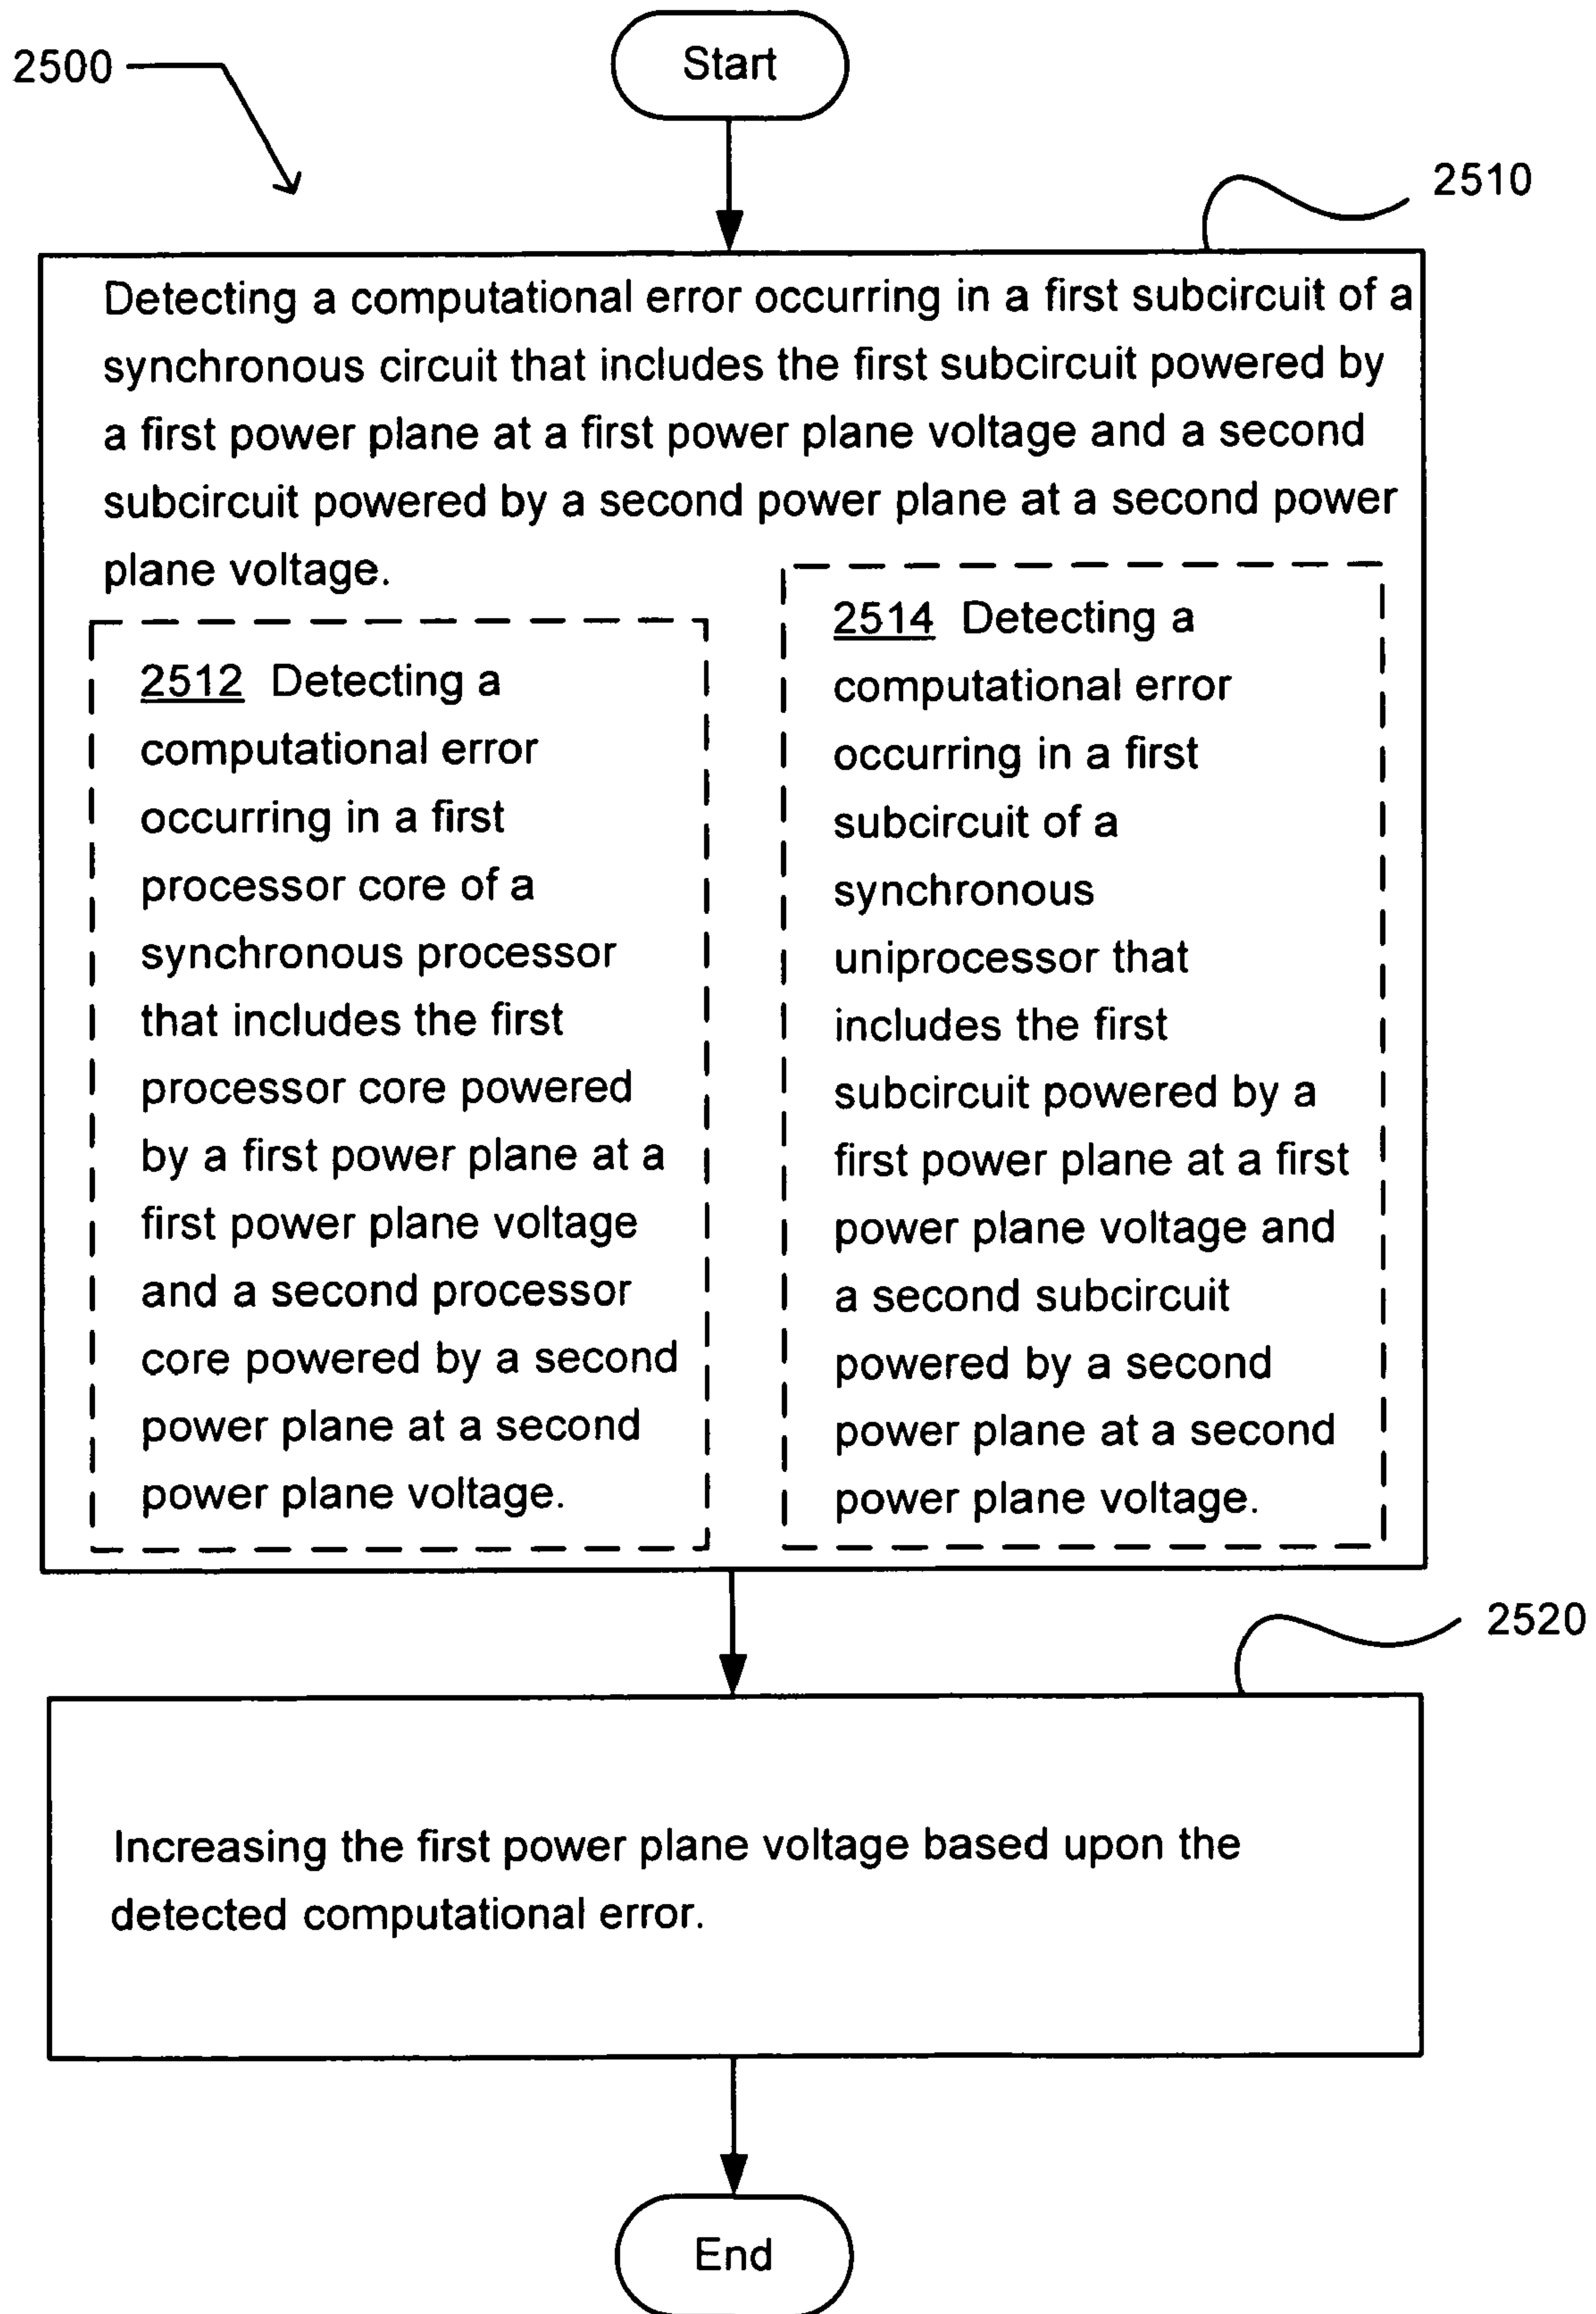 2500
Start
2510
Detecting a computational error occurring in a first subcircuit of a
synchronous circuit that includes the first subcircuit powered by
a first power plane at a first power plane voltage and a second
subcircuit powered by a second power plane at a second power
plane voltage.
2512 Detecting a
computational error
occurring in a first
processor core of a
synchronous processor
that includes the first
processor core powered
by a first power plane at a
first power plane voltage
and a second processor
core powered by a second
power plane at a second
power plane voltage.
2514 Detecting a
computational error
occurring in a first
subcircuit of a
synchronous
uniprocessor that
includes the first
subcircuit powered by a
first power plane at a first
power plane voltage and
a second subcircuit
powered by a second
power plane at a second
power plane voltage.
2520
Increasing the first power plane voltage based upon the
detected computational error.
End